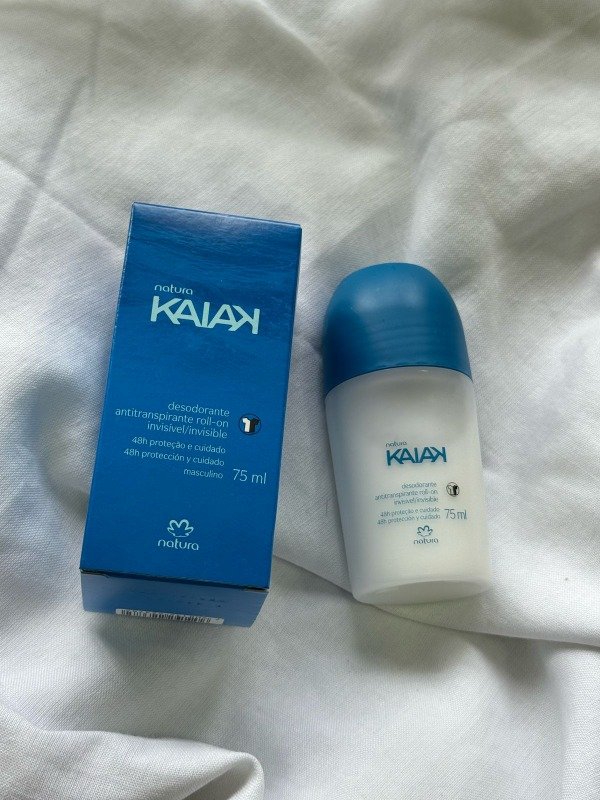 natura
KAIAK
desodorante
antitranspirante roll-on
invisível/invisible
48h proteção e cuidado
48h protección y cuidado
masculino
75 ml
natura
natura
KAIAK
desodorante
antitranspirante roll-on
invisível/invisible
48h proteção e cuidado
48h protección y cuidado
75 ml
natura